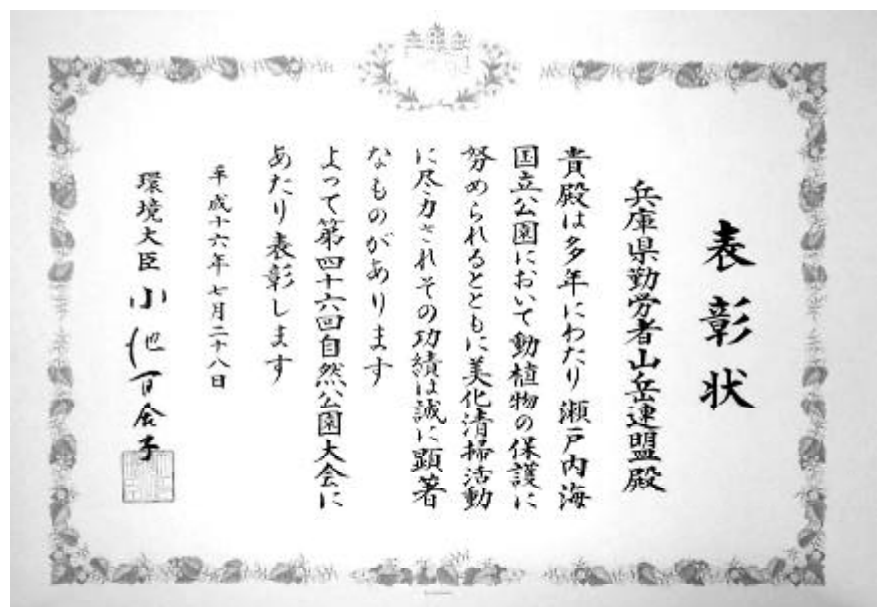 表彰状
兵庫県勤労者山岳連盟殿
貴殿は多年にわたり瀬戸内海
国立公園において動植物の保護に
努められるとともに美化清掃活動
に尽力されその功績は誠に顕著
なものがあります
よって第四十六回自然公園大会に
あたり表彰します
平成十六年七月二十八日
環境大臣 小池百合子